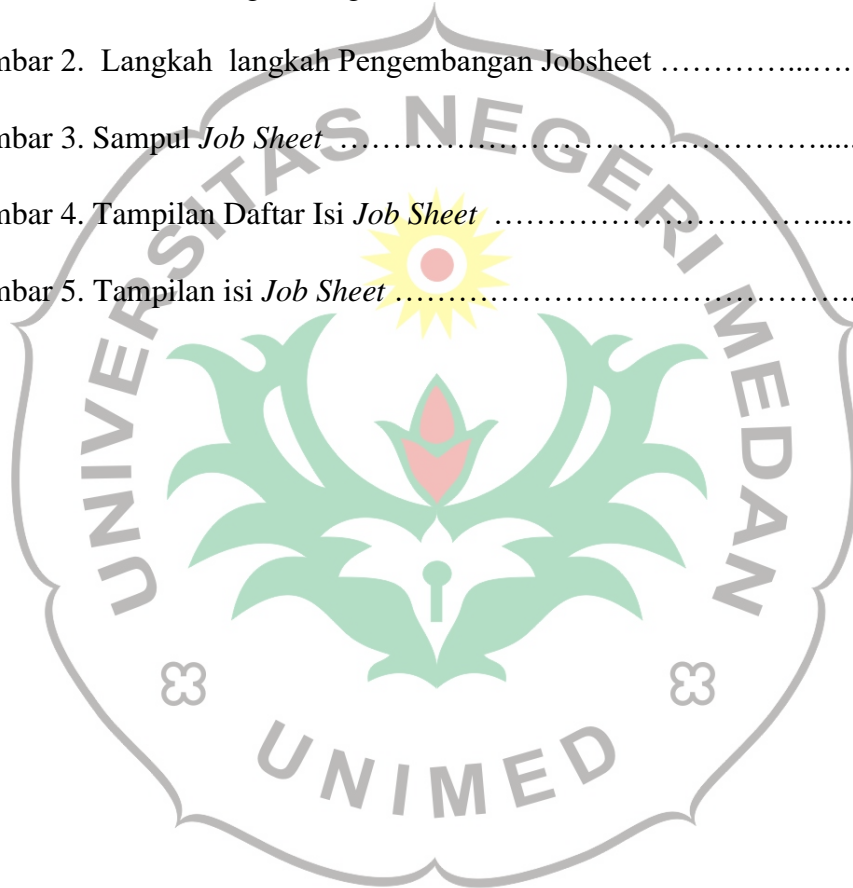 mbar 2. Langkah langkah Pengembangan Jobsheet …………...…..
mbar 3. Sampul Job Sheet ……………………………………….....
mbar 4. Tampilan Daftar Isi Job Sheet ………………………….....
mbar 5. Tampilan isi Job Sheet ……………………………………..
UNIVERSITAS NEGERI MEDAN
UNIMED